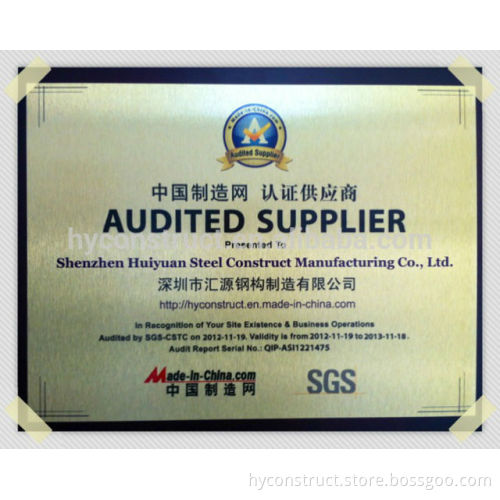 Made-in-China.com
Audited Supplier
中国制造网 认证供应商
AUDITED SUPPLIER
Presented To
Shenzhen Huiyuan Steel Construct Manufacturing Co., Ltd.
深圳市汇源钢构制造有限公司
http://hyconstruct.en.made-in-china.com/
In Recognition of Your Site Existence & Business Operations
Audited by SGS-CSTC on 2012-11-19. Validity is from 2012-11-19 to 2013-11-18.
Audit Report Serial No.: QIP-ASI1221475
Made-in-China.com
中国制造网
SGS
hyconstruct.store.bossgoo.com